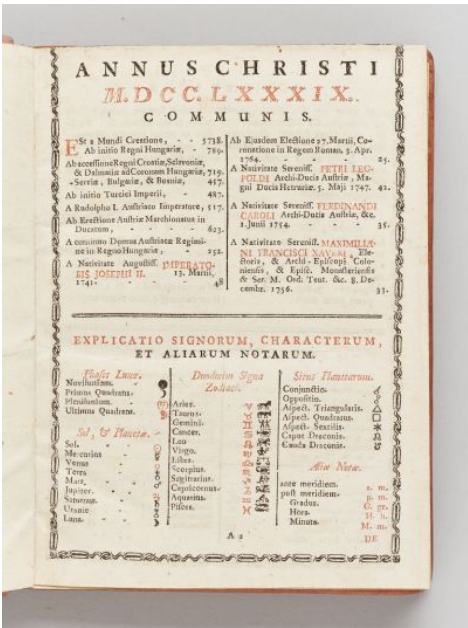 ANNUS CHRISTI
M.DCC.LXXXIX.
COMMUNIS.
ESt a Mundi Creatione, - - 5738.
Ab initio Regni Hungariæ, - 789.
Ab accessione Regni Croatiæ, Sclavoniæ,
& Dalmatiæ ad Coronam Hungariæ, 719.
- Serviæ, Bulgariæ, & Bosniæ, 457.
Ab initio Turcici Imperii, - 487.
A Rudolpho I. Austriaco Imperatore, 517.
Ab Erectione Austriæ Marchionatus in
Ducatum, - - 623.
A continuo Domus Austriacæ Regimi-
ne in Regno Hungariæ, - 252.
A Nativitate Augustiss. IMPERATO-
RIS JOSEPHI II. 13. Martii,
1741. - - 48
Ab Ejusdem Electione 27. Martii, Co-
ronatione in Regem Roman. 3. Apr.
1764. - - - 25.
A Nativitate Sereniss. PETRI LEO-
POLDI Archi-Ducis Austriæ, Ma-
gni Ducis Hetruriæ. 5. Maji 1747. 42.
A Nativitate Sereniss. FERDINANDI
CAROLI Archi-Ducis Austriæ, &c.
1. Junii 1754. - - 35.
A Nativitate Sereniss. MAXIMILIA-
NI FRANCISCI XAVERII, Ele-
ctoris, & Archi-Episcopi Colo-
niensis, & Episc. Monasteriensis
& Ser. M. Ord. Teut. &c. 8. De-
cembr. 1756. - - 33.
EXPLICATIO SIGNORUM, CHARACTERUM,
ET ALIARUM NOTARUM.
Phases Lunæ.
Novilunium.
Primus Quadrans.
Plenilunium.
Ultimus Quadrans.
Sol, & Planetæ.
Sol.
Mercurius
Venus
Terra
Mars.
Jupiter.
Saturnus.
Uranie
Luna.
Duodecim Signa
Zodiaci.
Aries. ♈
Taurus. ♉
Gemini. ♊
Cancer. ♋
Leo ♌
Virgo. ♍
Libra. ♎
Scorpius. ♏
Sagittarius. ♐
Capricornus. ♑
Aquarius. ♒
Pisces. ♓
Situs Planetarum.
Conjunctio. ☌
Oppositio. ☍
Aspect. Triangularis. △
Aspect. Quadratus. □
Aspect. Sextilis. ⚹
Caput Draconis. ☊
Cauda Draconis. ☋
Aliæ Notæ.
ante meridiem. a. m.
post meridiem. p. m.
Gradus. G. gr.
Hora. H. h.
Minuta. M. m.
A 2
DE